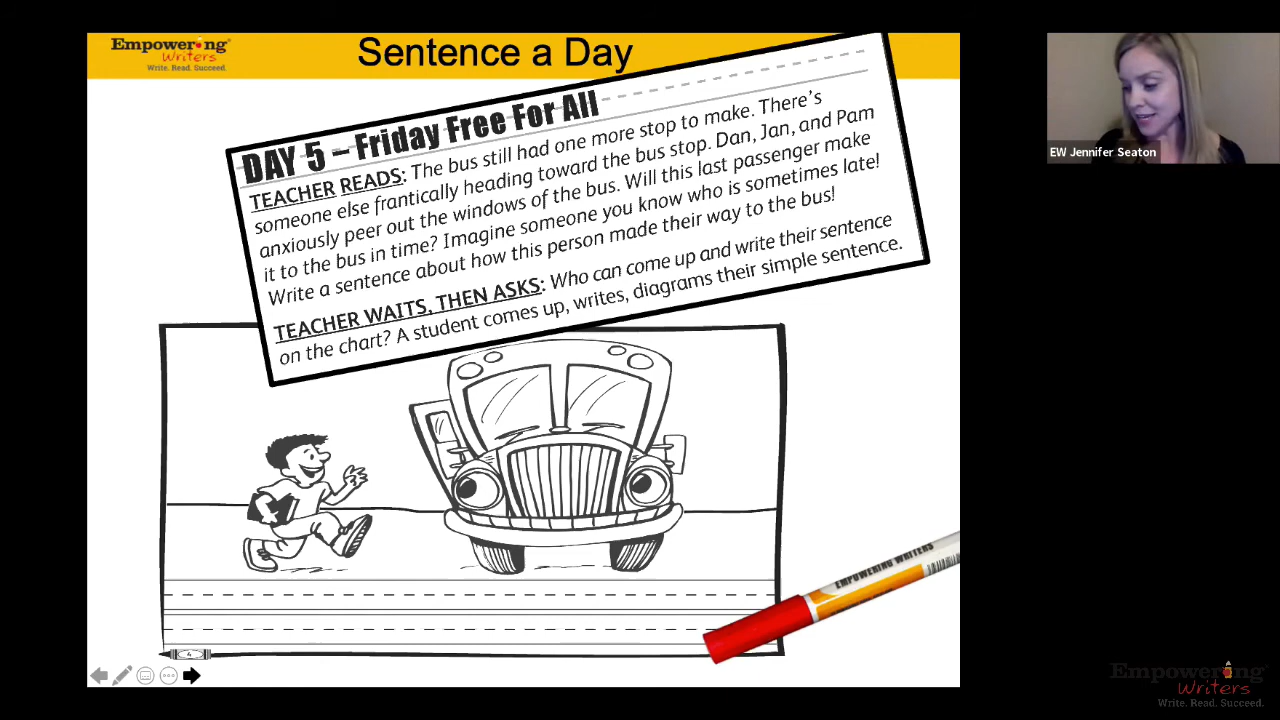 Empowering
Writers
Write. Read. Succeed.
Sentence a Day
DAY 5 – Friday Free For All
TEACHER READS: The bus still had one more stop to make. There's
someone else frantically heading toward the bus stop. Dan, Jan, and Pam
anxiously peer out the windows of the bus. Will this last passenger make
it to the bus in time? Imagine someone you know who is sometimes late!
Write a sentence about how this person made their way to the bus!
TEACHER WAITS, THEN ASKS: Who can come up and write their sentence
on the chart? A student comes up, writes, diagrams their simple sentence.
EW Jennifer Seaton
EMPOWERING WRITERS
4
Empowering
Writers
Write. Read. Succeed.